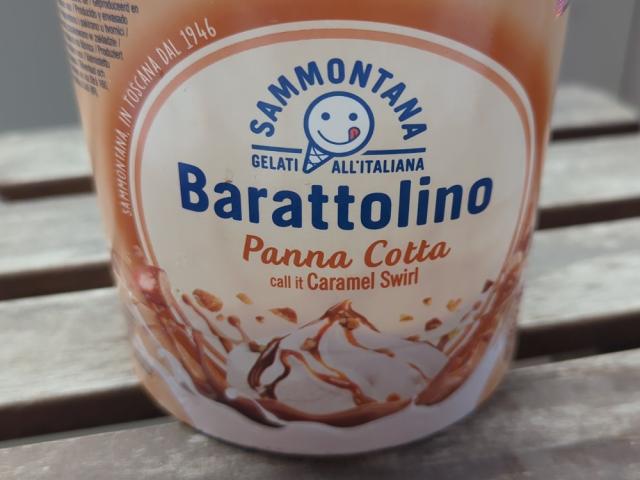 SAMMONTANA, IN TOSCANA DAL 1946
SAMMONTANA
GELATI ALL'ITALIANA
Barattolino
Panna Cotta
call it Caramel Swirl